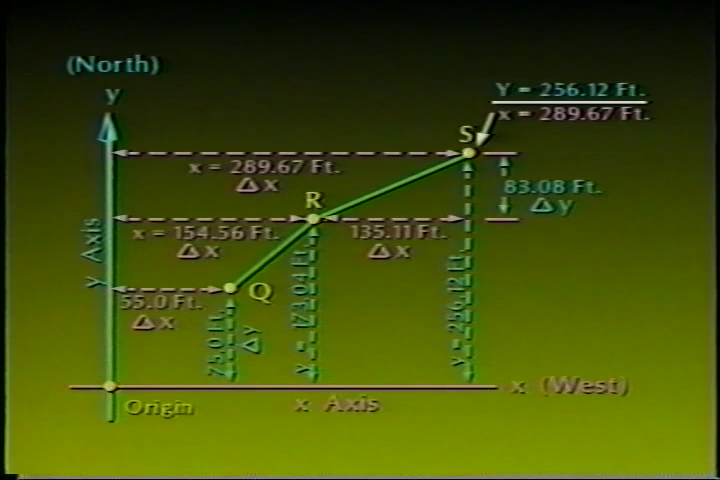 (North)
y
Y = 256.12 Ft.
x = 289.67 Ft.
S
x = 289.67 Ft.
Δx
83.08 Ft.
Δy
R
x = 154.56 Ft.
Δx
135.11 Ft.
Δx
y Axis
Q
55.0 Ft.
Δx
75.0 Ft.
Δy
y = 173.04 Ft.
y = 256.12 Ft.
x (West)
Origin
x Axis